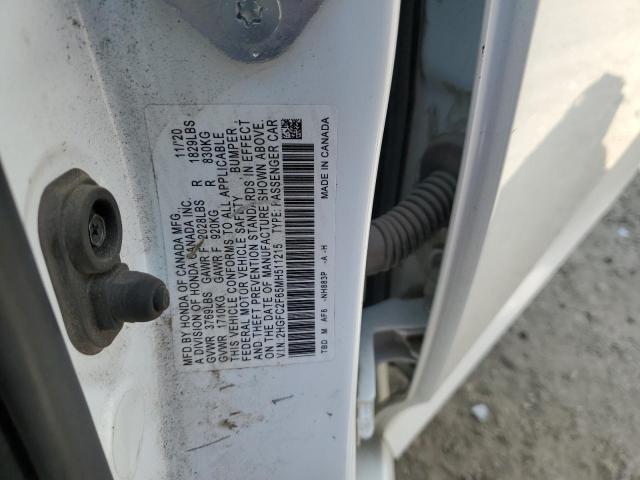 MFD BY HONDA OF CANADA MFG. 11/20
A DIVISION OF HONDA CANADA INC.
GVWR 3769LBS GAWR F 2028LBS R 1829LBS
GVWR 1710KG GAWR F 920KG R 830KG
THIS VEHICLE CONFORMS TO ALL APPLICABLE
FEDERAL MOTOR VEHICLE SAFETY, BUMPER,
AND THEFT PREVENTION STANDARDS IN EFFECT
ON THE DATE OF MANUFACTURE SHOWN ABOVE.
V.I.N. 2HGFC2F65MH511215 TYPE: PASSENGER CAR
TBD M AF6 -NH883P -A -H MADE IN CANADA